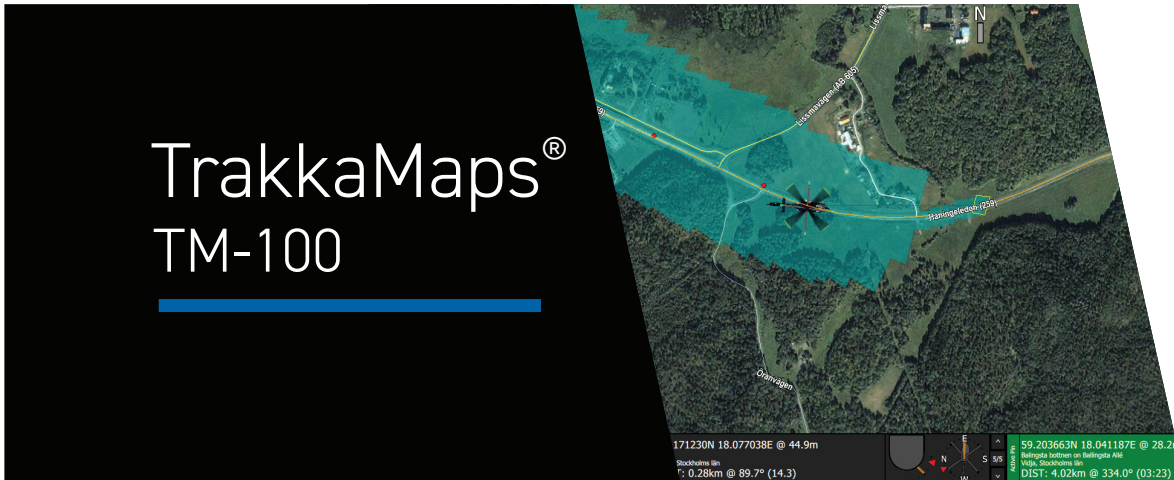 TrakkaMaps®
TM-100
N
Lissmavägen (AB 605)
Haningeleden (259)
Öranvägen
171230N 18.077038E @ 44.9m
Stockholms län
T: 0.28km @ 89.7° (14.3)
E
N
S
W
^
5/5
v
Active Pin
59.203663N 18.041187E @ 28.2
Balingsta bottnen on Ballingsta Allé
Vidja, Stockholms län
DIST: 4.02km @ 334.0° (03:23)